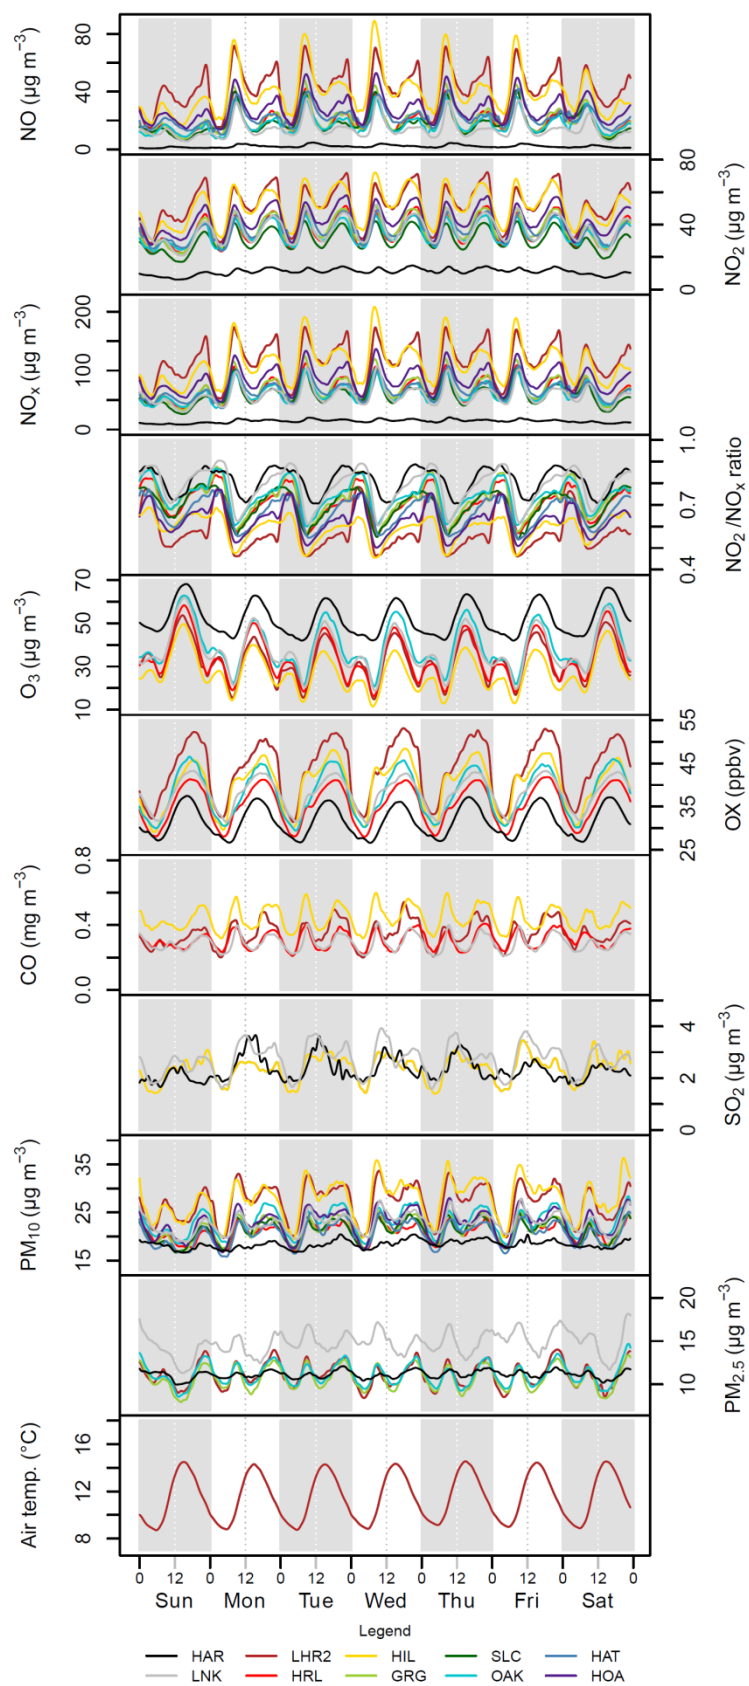 NO (µg m⁻³)
80
40
0
NO₂ (µg m⁻³)
80
40
0
NOₓ (µg m⁻³)
200
100
0
NO₂ /NOₓ ratio
1.0
0.7
0.4
O₃ (µg m⁻³)
70
50
30
10
OX (ppbv)
55
45
35
25
CO (mg m⁻³)
0.8
0.4
0.0
SO₂ (µg m⁻³)
4
2
0
PM₁₀ (µg m⁻³)
35
25
15
PM₂.₅ (µg m⁻³)
20
15
10
Air temp. (°C)
16
12
8
0 12 0 12 0 12 0 12 0 12 0 12 0 12 0
Sun Mon Tue Wed Thu Fri Sat
Legend
HAR LHR2 HIL SLC HAT
LNK HRL GRG OAK HOA